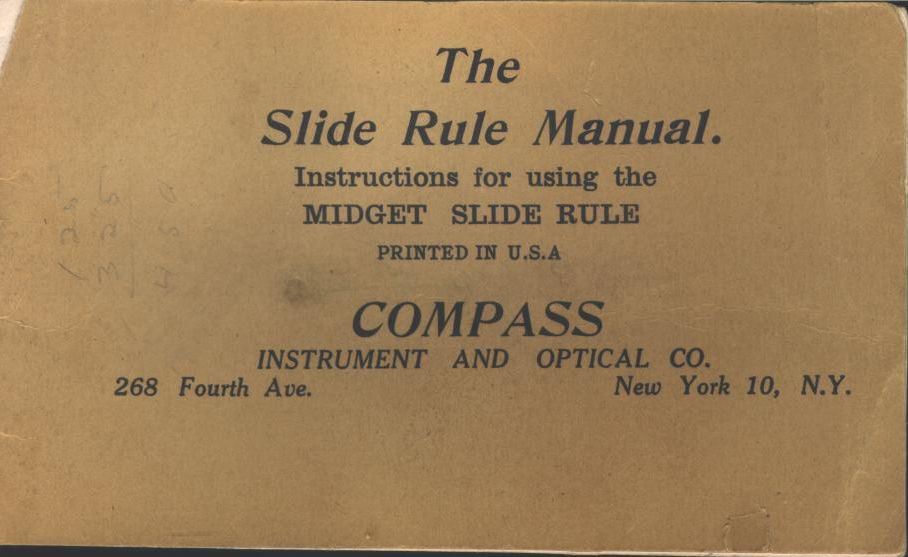 The
Slide Rule Manual.
Instructions for using the
MIDGET SLIDE RULE
PRINTED IN U.S.A
COMPASS
INSTRUMENT AND OPTICAL CO.
268 Fourth Ave. New York 10, N.Y.